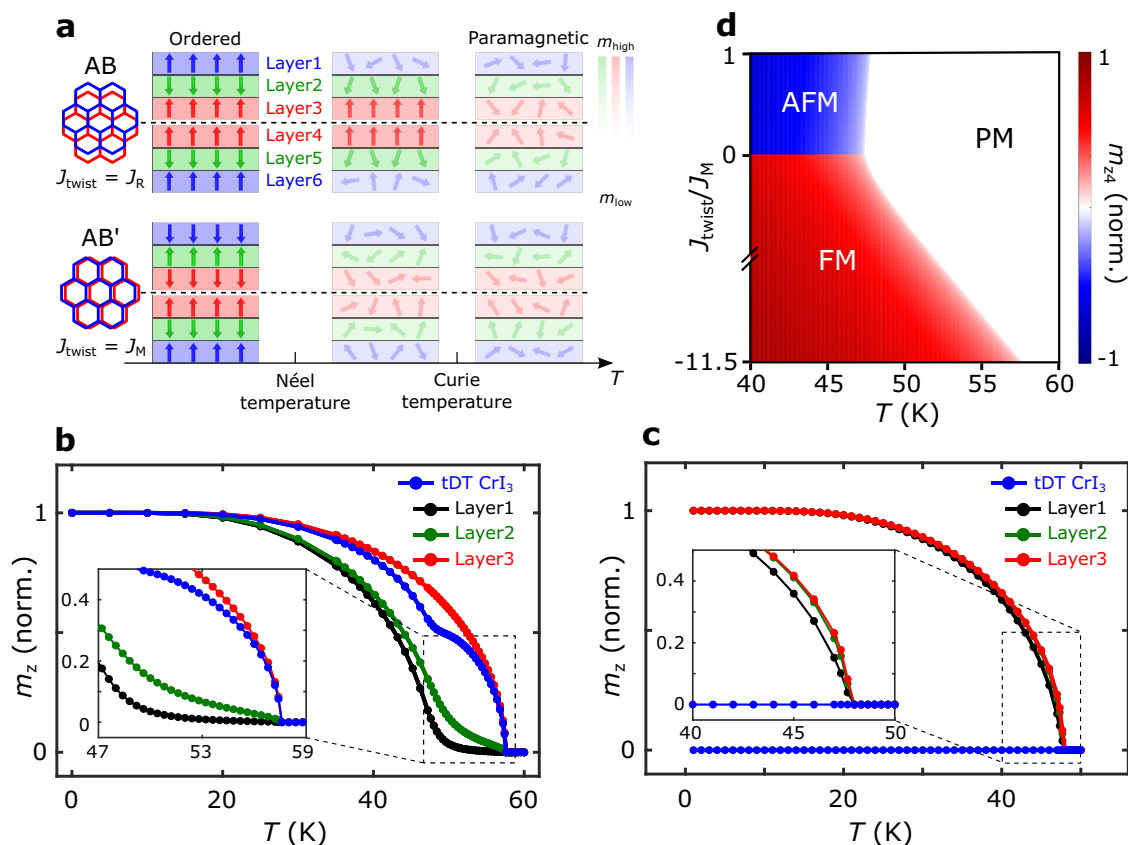 a
Ordered
Paramagnetic
AB
J_twist = J_R
Layer1
Layer2
Layer3
Layer4
Layer5
Layer6
m_high
m_low
AB'
J_twist = J_M
Néel
temperature
Curie
temperature
T
d
J_twist/J_M
1
0
-11.5
AFM
FM
PM
40
45
50
55
60
T (K)
1
-1
m_z4 (norm.)
b
m_z (norm.)
1
0
tDT CrI₃
Layer1
Layer2
Layer3
0.4
0.2
0
47
53
59
0
20
40
60
T (K)
c
m_z (norm.)
1
0
tDT CrI₃
Layer1
Layer2
Layer3
0.4
0.2
0
40
45
50
0
20
40
T (K)